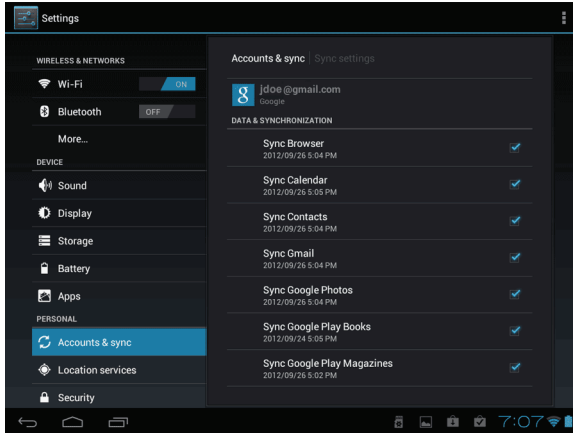 Settings
WIRELESS & NETWORKS
Wi-Fi ON
Bluetooth OFF
More...
DEVICE
Sound
Display
Storage
Battery
Apps
PERSONAL
Accounts & sync
Location services
Security
Accounts & sync | Sync settings
g jdoe@gmail.com
Google
DATA & SYNCHRONIZATION
Sync Browser
2012/09/26 5:04 PM
Sync Calendar
2012/09/26 5:05 PM
Sync Contacts
2012/09/26 5:04 PM
Sync Gmail
2012/09/26 5:04 PM
Sync Google Photos
2012/09/26 5:04 PM
Sync Google Play Books
2012/09/24 5:05 PM
Sync Google Play Magazines
2012/09/26 5:02 PM
7:07